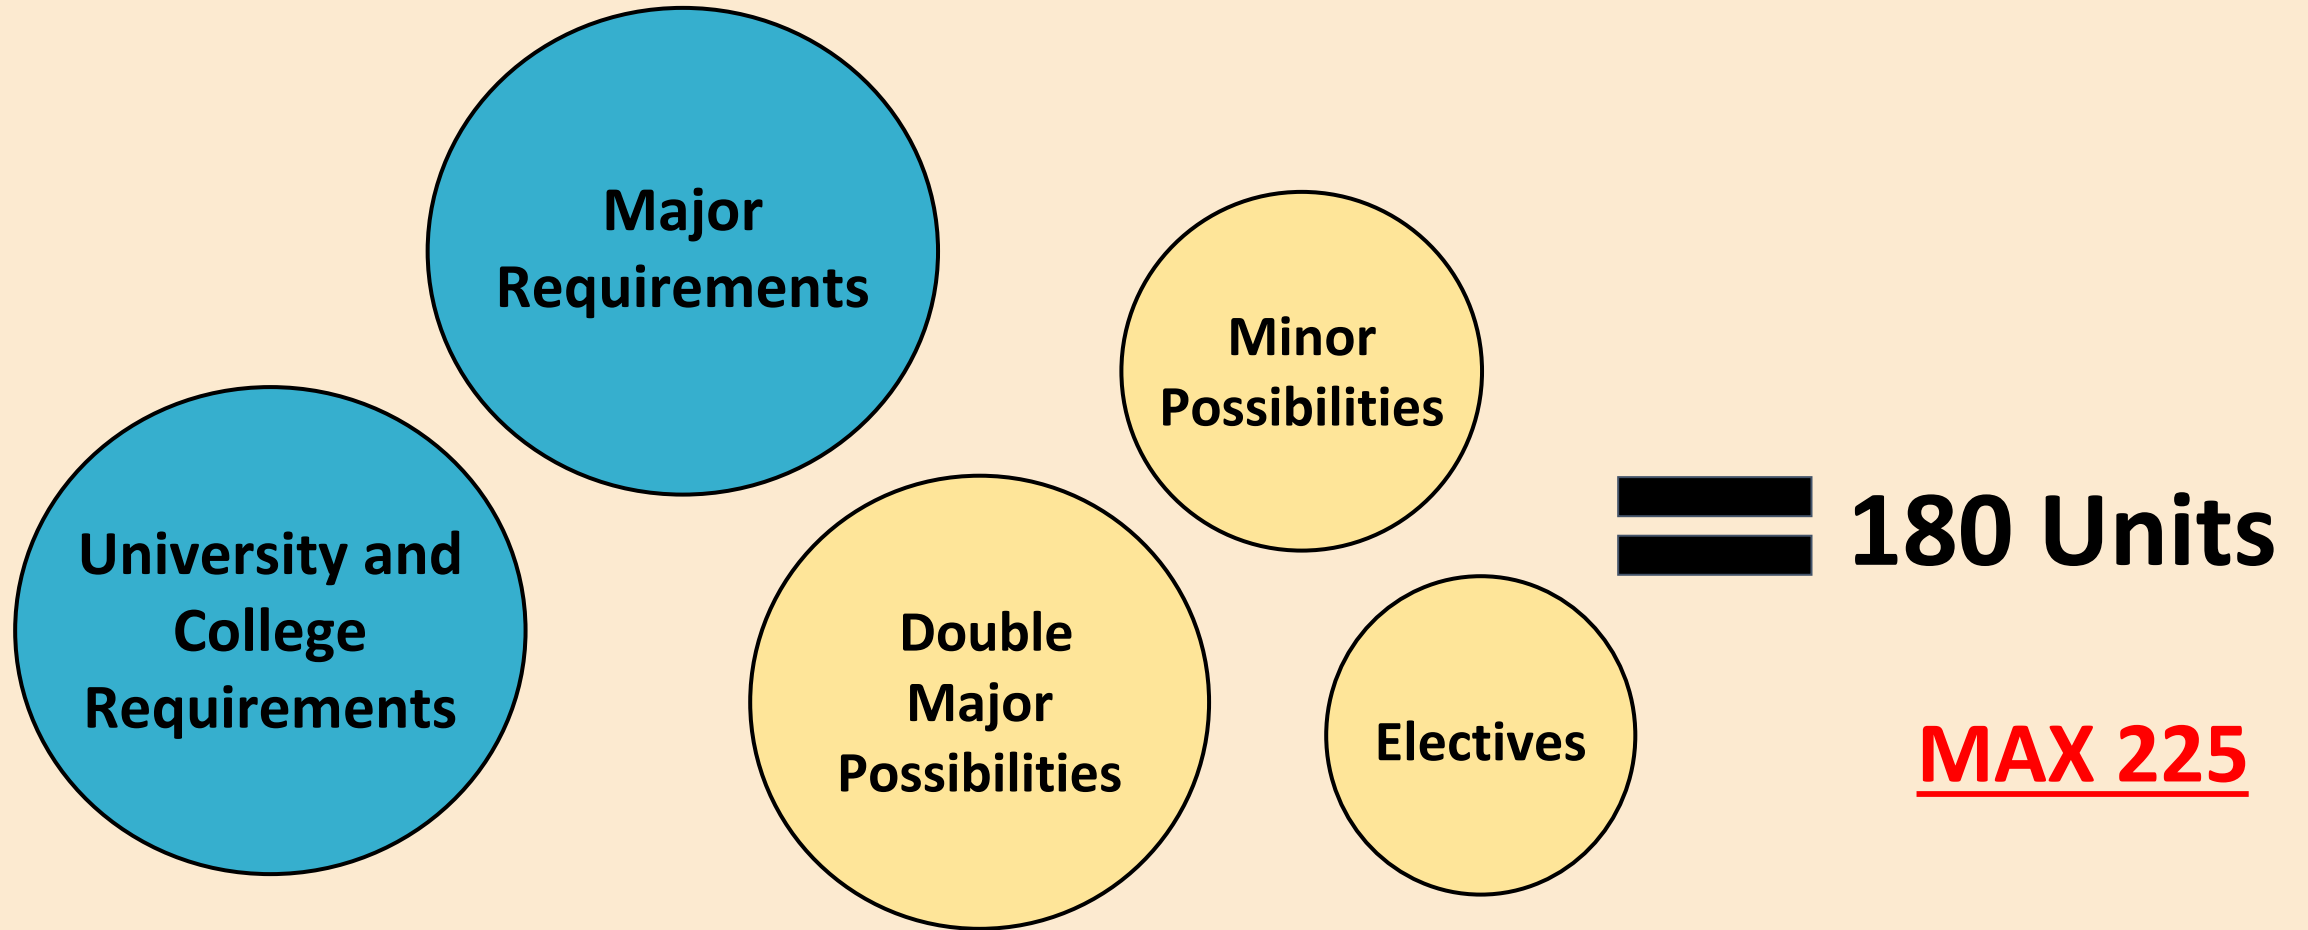 Major
Requirements
University and
College
Requirements
Minor
Possibilities
Double
Major
Possibilities
Electives
180 Units
MAX 225